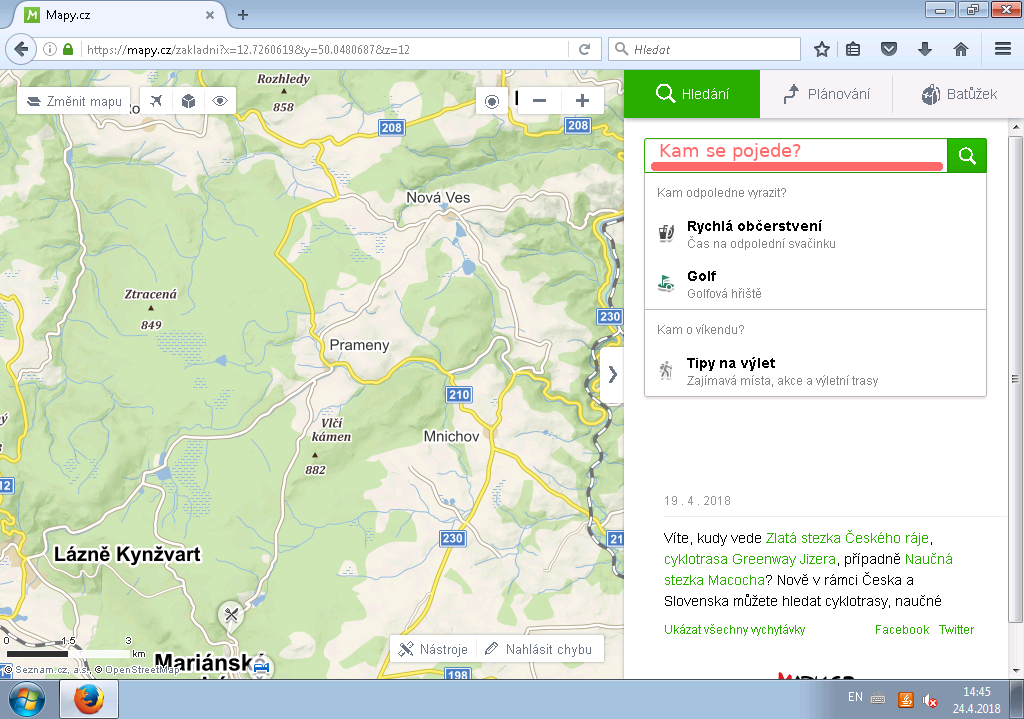 Mapy.cz
https://mapy.cz/zakladni?x=12.7260619&y=50.0480687&z=12
Hledat
Změnit mapu
Hledání
Plánování
Batůžek
Rozhledy
858
208
208
Kam se pojede?
Kam odpoledne vyrazit?
Nová Ves
Rychlá občerstvení
Čas na odpolední svačinku
Golf
Golfová hřiště
Ztracená
849
230
Kam o víkendu?
Prameny
Tipy na výlet
Zajímavá místa, akce a výletní trasy
210
Vlčí
kámen
Mnichov
882
12
19 . 4 . 2018
230
21
Víte, kudy vede Zlatá stezka Českého ráje,
cyklotrasa Greenway Jizera, případně Naučná
stezka Macocha? Nově v rámci Česka a
Slovenska můžete hledat cyklotrasy, naučné
Lázně Kynžvart
Ukázat všechny vychytávky
Facebook
Twitter
0 1.5 3
km
Nástroje
Nahlásit chybu
Mariánské
© Seznam.cz, a.s., © OpenStreetMap
198
EN
14:45
24.4.2018